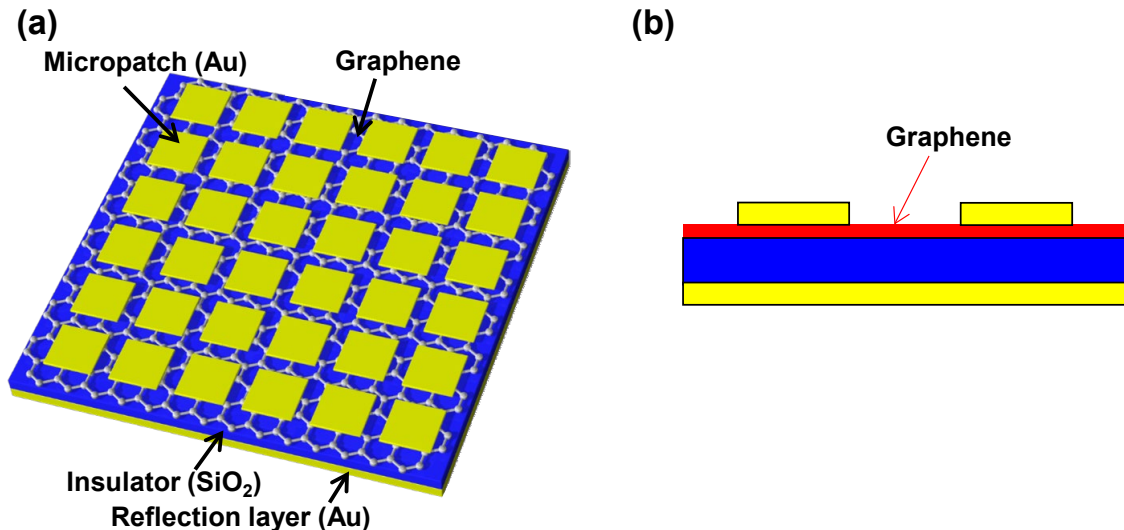 (a)
Micropatch (Au)
Graphene
Insulator (SiO₂)
Reflection layer (Au)
(b)
Graphene